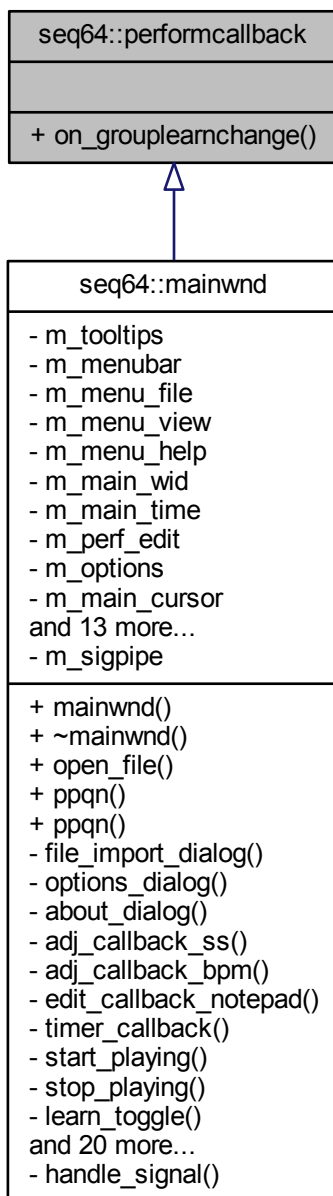 seq64::performcallback
+ on_grouplearnchange()
seq64::mainwnd
- m_tooltips
- m_menubar
- m_menu_file
- m_menu_view
- m_menu_help
- m_main_wid
- m_main_time
- m_perf_edit
- m_options
- m_main_cursor
and 13 more...
- m_sigpipe
+ mainwnd()
+ ~mainwnd()
+ open_file()
+ ppqn()
+ ppqn()
- file_import_dialog()
- options_dialog()
- about_dialog()
- adj_callback_ss()
- adj_callback_bpm()
- edit_callback_notepad()
- timer_callback()
- start_playing()
- stop_playing()
- learn_toggle()
and 20 more...
- handle_signal()